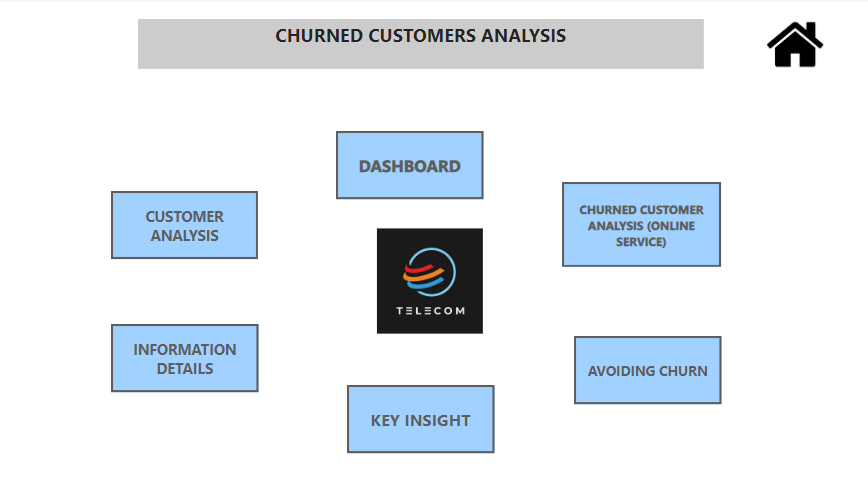 CHURNED CUSTOMERS ANALYSIS
DASHBOARD
CUSTOMER
ANALYSIS
CHURNED CUSTOMER
ANALYSIS (ONLINE
SERVICE)
TELECOM
INFORMATION
DETAILS
AVOIDING CHURN
KEY INSIGHT